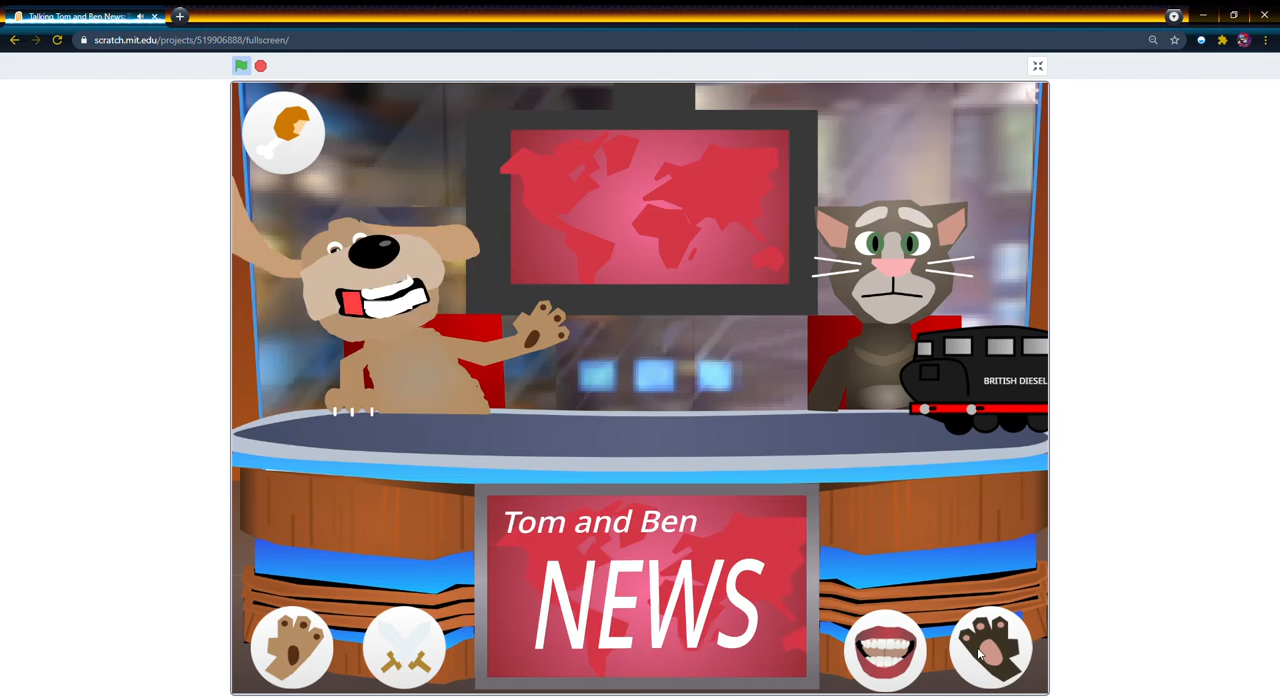 Talking Tom and Ben News:
scratch.mit.edu/projects/519906888/fullscreen/
BRITISH DIESEL
Tom and Ben
NEWS